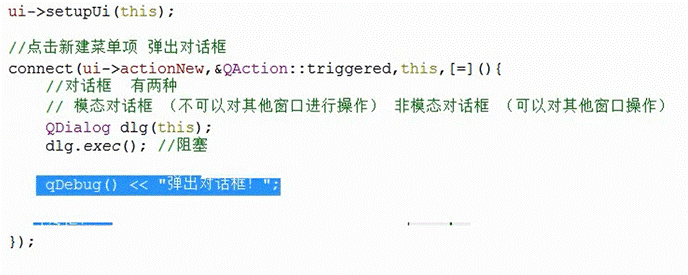 ui->setupUi(this);
//点击新建菜单项 弹出对话框
connect(ui->actionNew,&QAction::triggered,this,[=](){
//对话框 有两种
// 模态对话框 （不可以对其他窗口进行操作） 非模态对话框 （可以对其他窗口操作）
QDialog dlg(this);
dlg.exec(); //阻塞
qDebug() << "弹出对话框！";
});